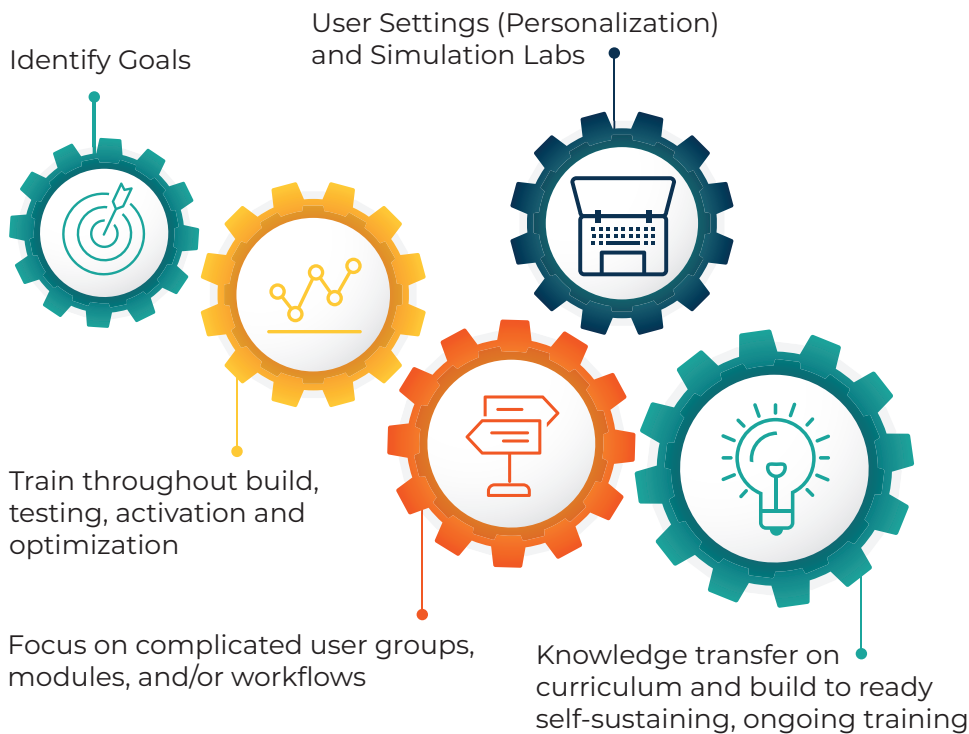 Identify Goals
User Settings (Personalization)
and Simulation Labs
Train throughout build,
testing, activation and
optimization
Focus on complicated user groups,
modules, and/or workflows
Knowledge transfer on
curriculum and build to ready
self-sustaining, ongoing training